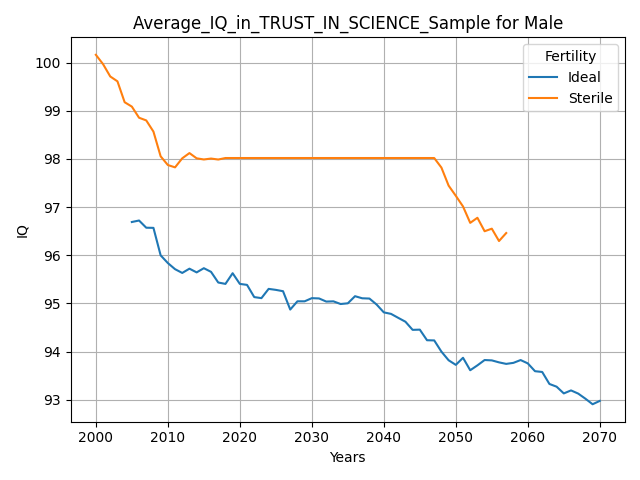 Average_IQ_in_TRUST_IN_SCIENCE_Sample for Male
Fertility
Ideal
Sterile
100
99
98
97
96
95
94
93
IQ
2000 2010 2020 2030 2040 2050 2060 2070
Years